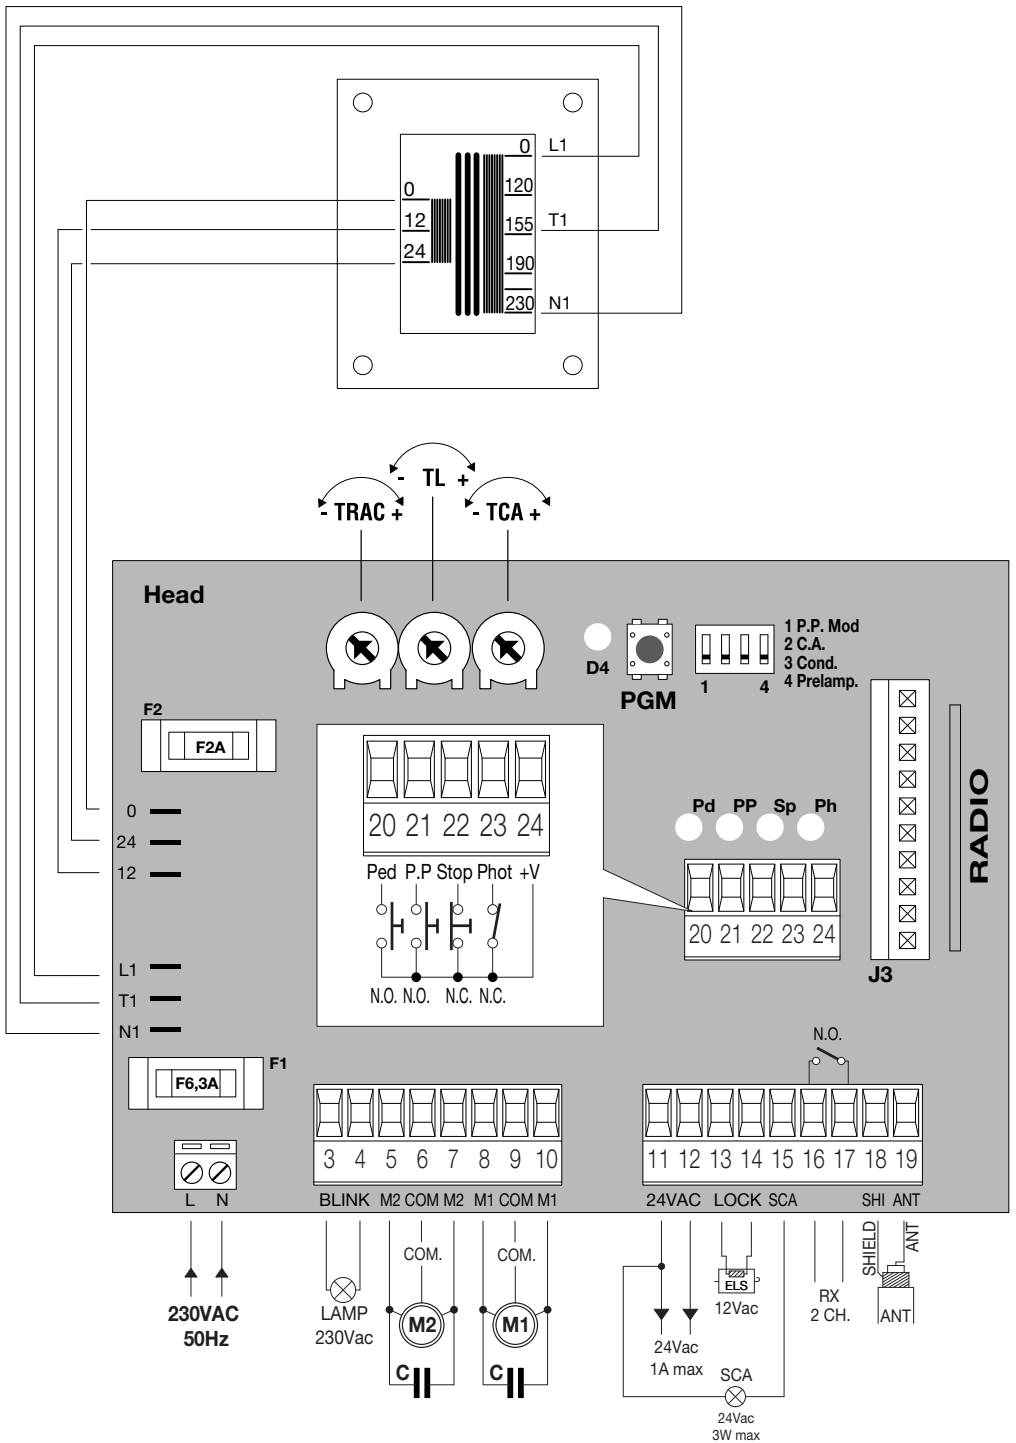 0 L1
120
0
12
155 T1
24
190
230 N1
- TL +
- TRAC +
- TCA +
Head
1 P.P. Mod
2 C.A.
3 Cond.
4 Prelamp.
D4
1 4
PGM
F2
F2A
RADIO
Pd PP Sp Ph
0
24
12
20 21 22 23 24
Ped P.P Stop Phot +V
20 21 22 23 24
N.O. N.O. N.C. N.C.
J3
L1
T1
N1
N.O.
F1
F6,3A
3 4 5 6 7 8 9 10
11 12 13 14 15 16 17 18 19
L N
BLINK M2 COM M2 M1 COM M1
24VAC LOCK SCA SHI ANT
COM. COM.
SHIELD
ANT
ELS
12Vac
230VAC
50Hz
LAMP
230Vac
M2
M1
RX
2 CH.
ANT
24Vac
1A max
C
C
SCA
24Vac
3W max